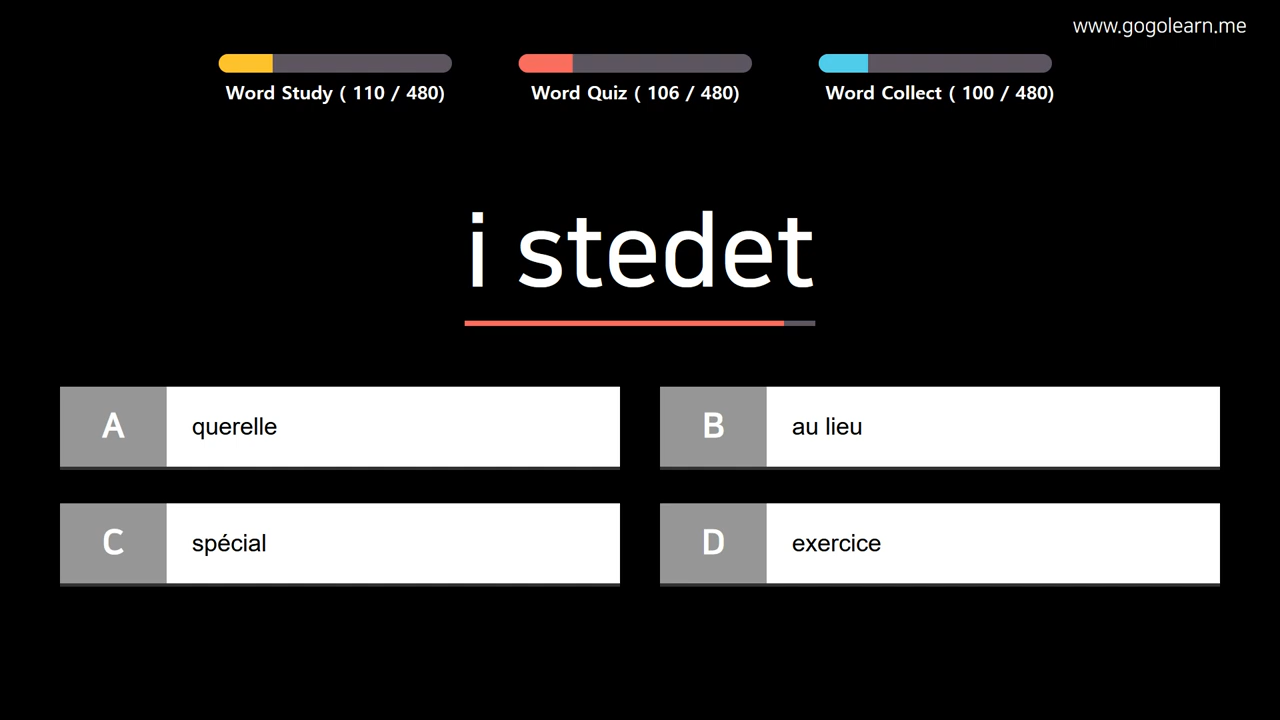 www.gogolearn.me
Word Study ( 110 / 480)
Word Quiz ( 106 / 480)
Word Collect ( 100 / 480)
i stedet
A querelle
B au lieu
C spécial
D exercice